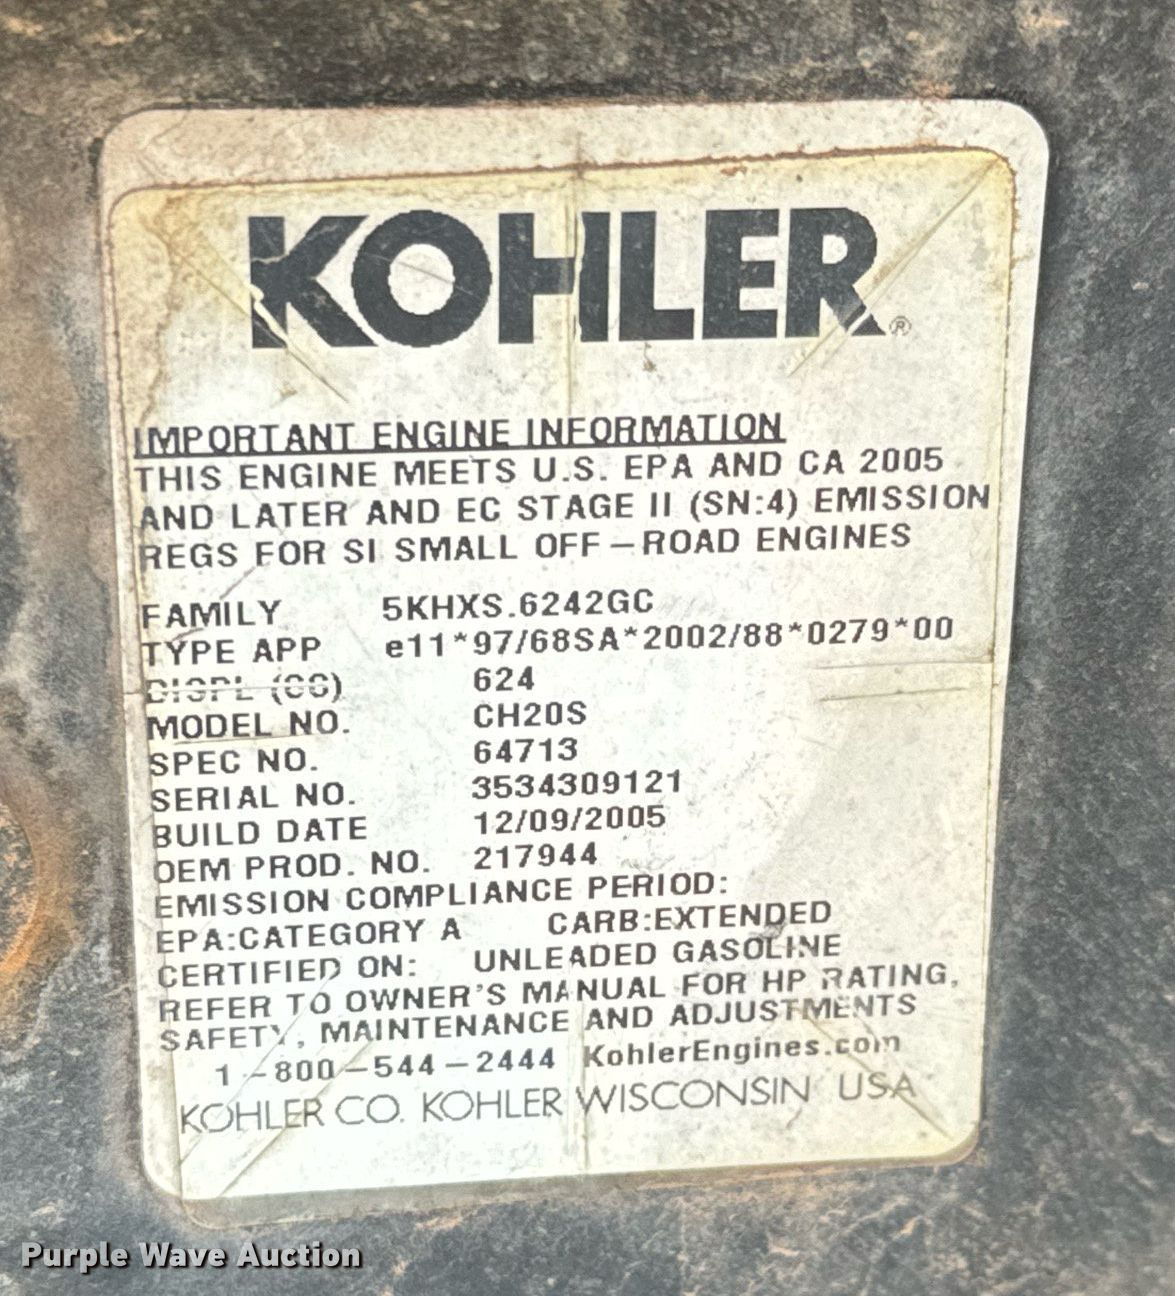 KOHLER®
IMPORTANT ENGINE INFORMATION
THIS ENGINE MEETS U.S. EPA AND CA 2005
AND LATER AND EC STAGE II (SN:4) EMISSION
REGS FOR SI SMALL OFF-ROAD ENGINES
FAMILY 5KHXS.6242GC
TYPE APP e11*97/68SA*2002/88*0279*00
DISPL (CC) 624
MODEL NO. CH20S
SPEC NO. 64713
SERIAL NO. 3534309121
BUILD DATE 12/09/2005
OEM PROD. NO. 217944
EMISSION COMPLIANCE PERIOD:
EPA:CATEGORY A CARB:EXTENDED
CERTIFIED ON: UNLEADED GASOLINE
REFER TO OWNER'S MANUAL FOR HP RATING,
SAFETY, MAINTENANCE AND ADJUSTMENTS
1-800-544-2444 KohlerEngines.com
KOHLER CO. KOHLER WISCONSIN USA
Purple Wave Auction